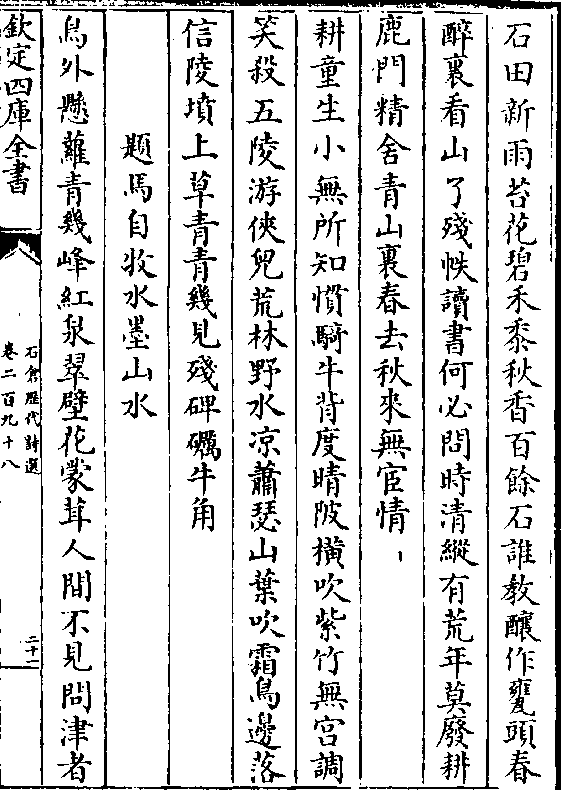 石田新雨苔花碧禾黍秋香百餘石誰教釀作甕頭春
醉裏看山了殘帙讀書何必問時清縱有荒年莫廢耕
鹿門精舍青山裏春去秋來無宦情
耕童生小無所知慣騎牛背度晴陂橫吹紫竹無宮調
笑殺五陵游俠兒荒林野水凉蕭瑟山葉吹霜鳥邊落
信陵墳上草青青幾見殘碑礪牛角
題馬自牧水墨山水
鳥外懸蘿青幾峰紅泉翠壁花蒙茸人間不見問津者
欽定四庫全書
石倉歷代詩選
卷二百九十八
二十一